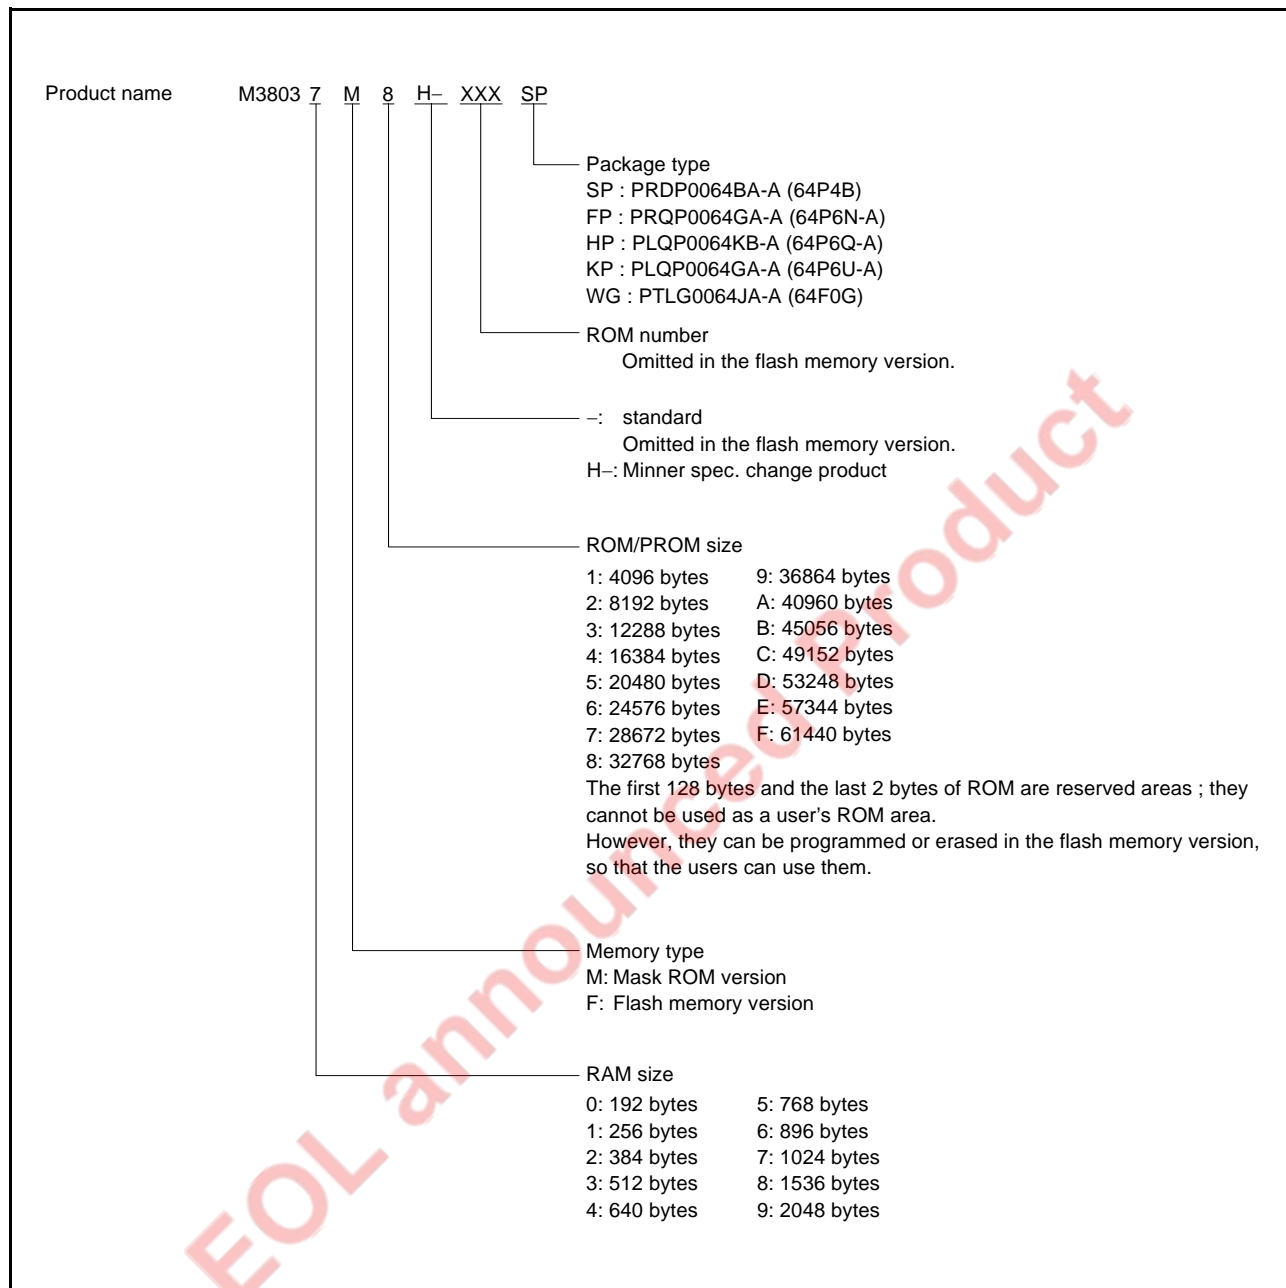 Product name M3803 7 M 8 H– XXX SP
Package type
SP : PRDP0064BA-A (64P4B)
FP : PRQP0064GA-A (64P6N-A)
HP : PLQP0064KB-A (64P6Q-A)
KP : PLQP0064GA-A (64P6U-A)
WG : PTLG0064JA-A (64F0G)
ROM number
Omitted in the flash memory version.
–: standard
Omitted in the flash memory version.
H–: Minner spec. change product
ROM/PROM size
1: 4096 bytes 9: 36864 bytes
2: 8192 bytes A: 40960 bytes
3: 12288 bytes B: 45056 bytes
4: 16384 bytes C: 49152 bytes
5: 20480 bytes D: 53248 bytes
6: 24576 bytes E: 57344 bytes
7: 28672 bytes F: 61440 bytes
8: 32768 bytes
The first 128 bytes and the last 2 bytes of ROM are reserved areas ; they
cannot be used as a user’s ROM area.
However, they can be programmed or erased in the flash memory version,
so that the users can use them.
Memory type
M: Mask ROM version
F: Flash memory version
RAM size
0: 192 bytes 5: 768 bytes
1: 256 bytes 6: 896 bytes
2: 384 bytes 7: 1024 bytes
3: 512 bytes 8: 1536 bytes
4: 640 bytes 9: 2048 bytes
EOL announced Product